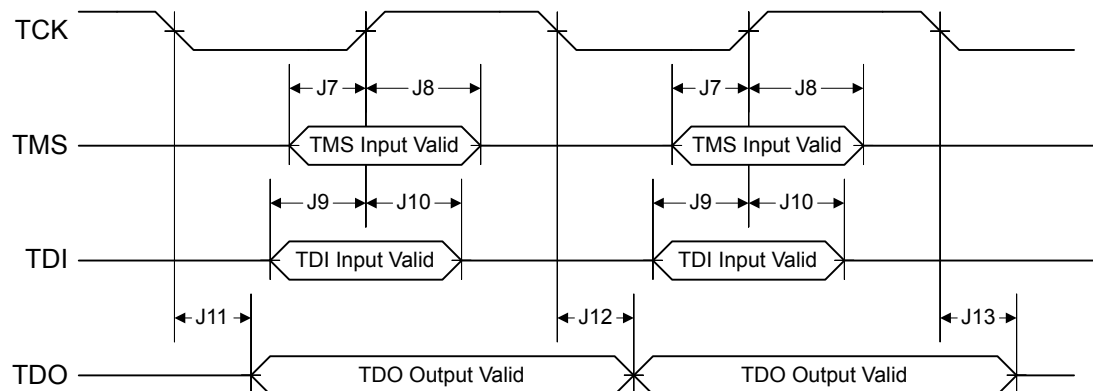 TCK
J7 J8 J7 J8
TMS TMS Input Valid TMS Input Valid
J9 J10 J9 J10
TDI TDI Input Valid TDI Input Valid
J11 J12 J13
TDO TDO Output Valid TDO Output Valid